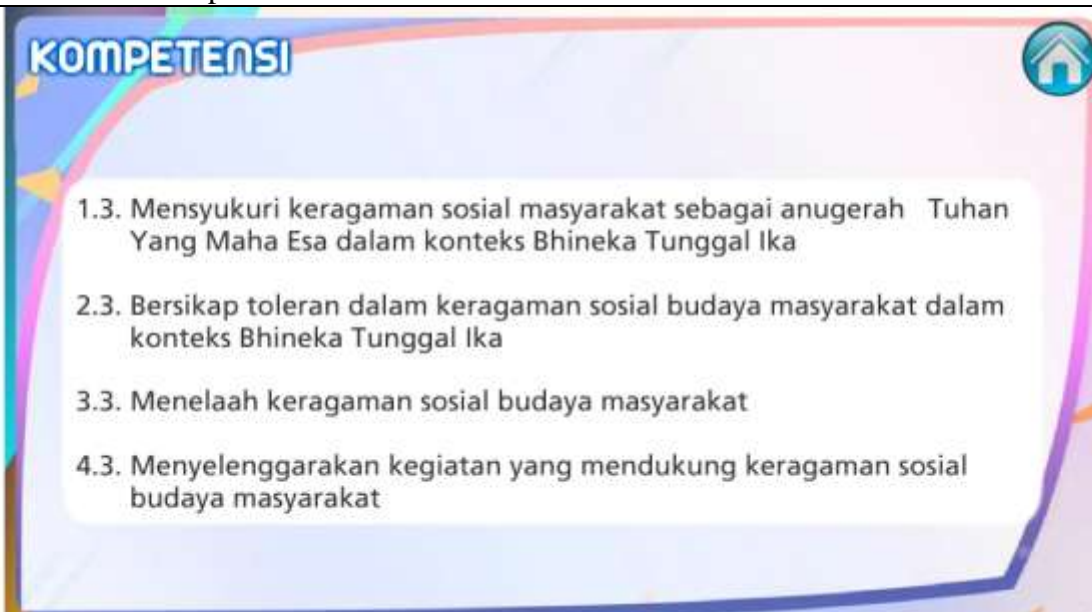 KOMPETENSI
1.3. Mensyukuri keragaman sosial masyarakat sebagai anugerah Tuhan
Yang Maha Esa dalam konteks Bhineka Tunggal Ika
2.3. Bersikap toleran dalam keragaman sosial budaya masyarakat dalam
konteks Bhineka Tunggal Ika
3.3. Menelaah keragaman sosial budaya masyarakat
4.3. Menyelenggarakan kegiatan yang mendukung keragaman sosial
budaya masyarakat